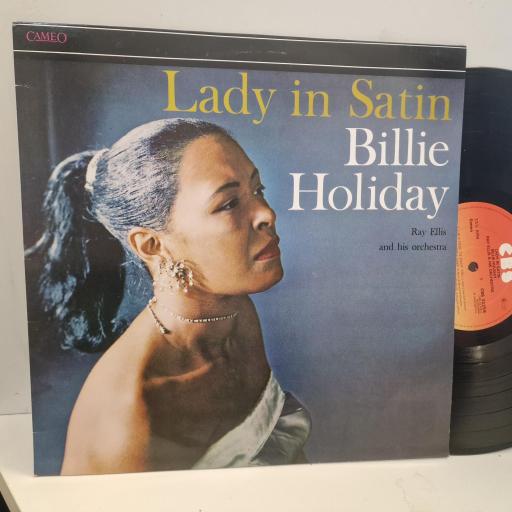 CAMEO
Lady in Satin
Billie
Holiday
Ray Ellis
and his orchestra
CBS